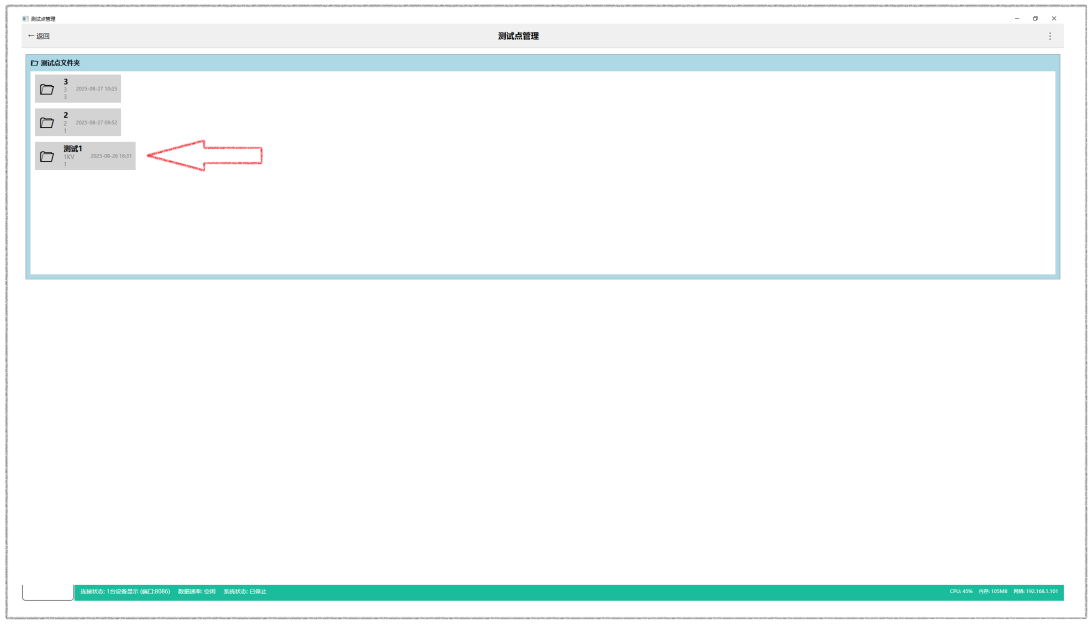 测试点管理
← 返回
测试点管理
测试点文件夹
3
3
2025-08-27 10:25
3
2
2
2025-08-27 09:52
1
测试1
1KV
2025-08-26 16:31
1
连接状态: 1台设备显示 (端口:8086) 数据速率: 空闲 系统状态: 已停止
CPU: 45% 内存: 105MB 网络: 192.168.1.101